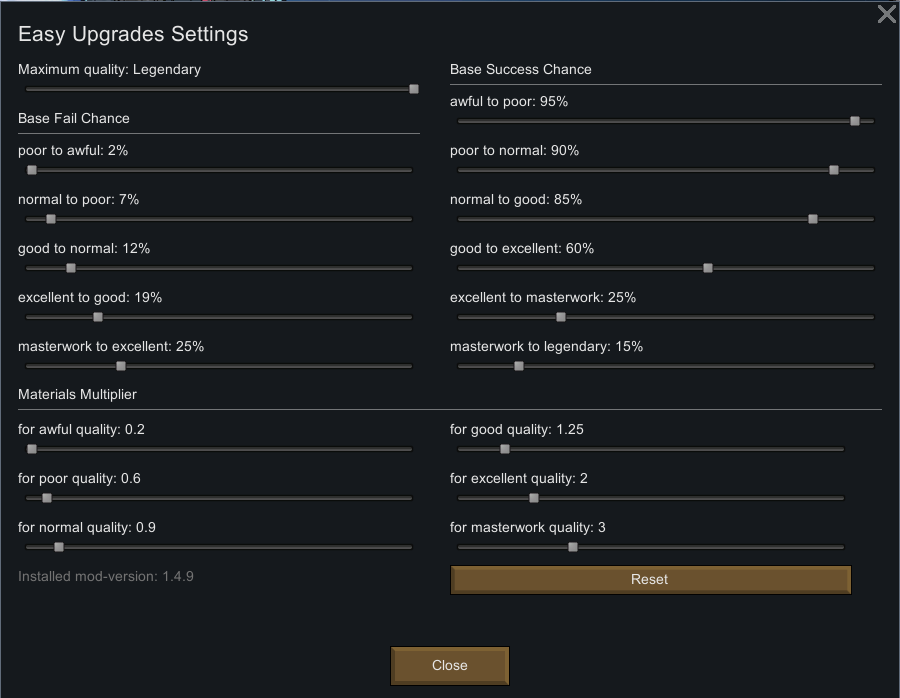 Easy Upgrades Settings
Maximum quality: Legendary
Base Fail Chance
poor to awful: 2%
normal to poor: 7%
good to normal: 12%
excellent to good: 19%
masterwork to excellent: 25%
Base Success Chance
awful to poor: 95%
poor to normal: 90%
normal to good: 85%
good to excellent: 60%
excellent to masterwork: 25%
masterwork to legendary: 15%
Materials Multiplier
for awful quality: 0.2
for poor quality: 0.6
for normal quality: 0.9
for good quality: 1.25
for excellent quality: 2
for masterwork quality: 3
Installed mod-version: 1.4.9
Reset
Close